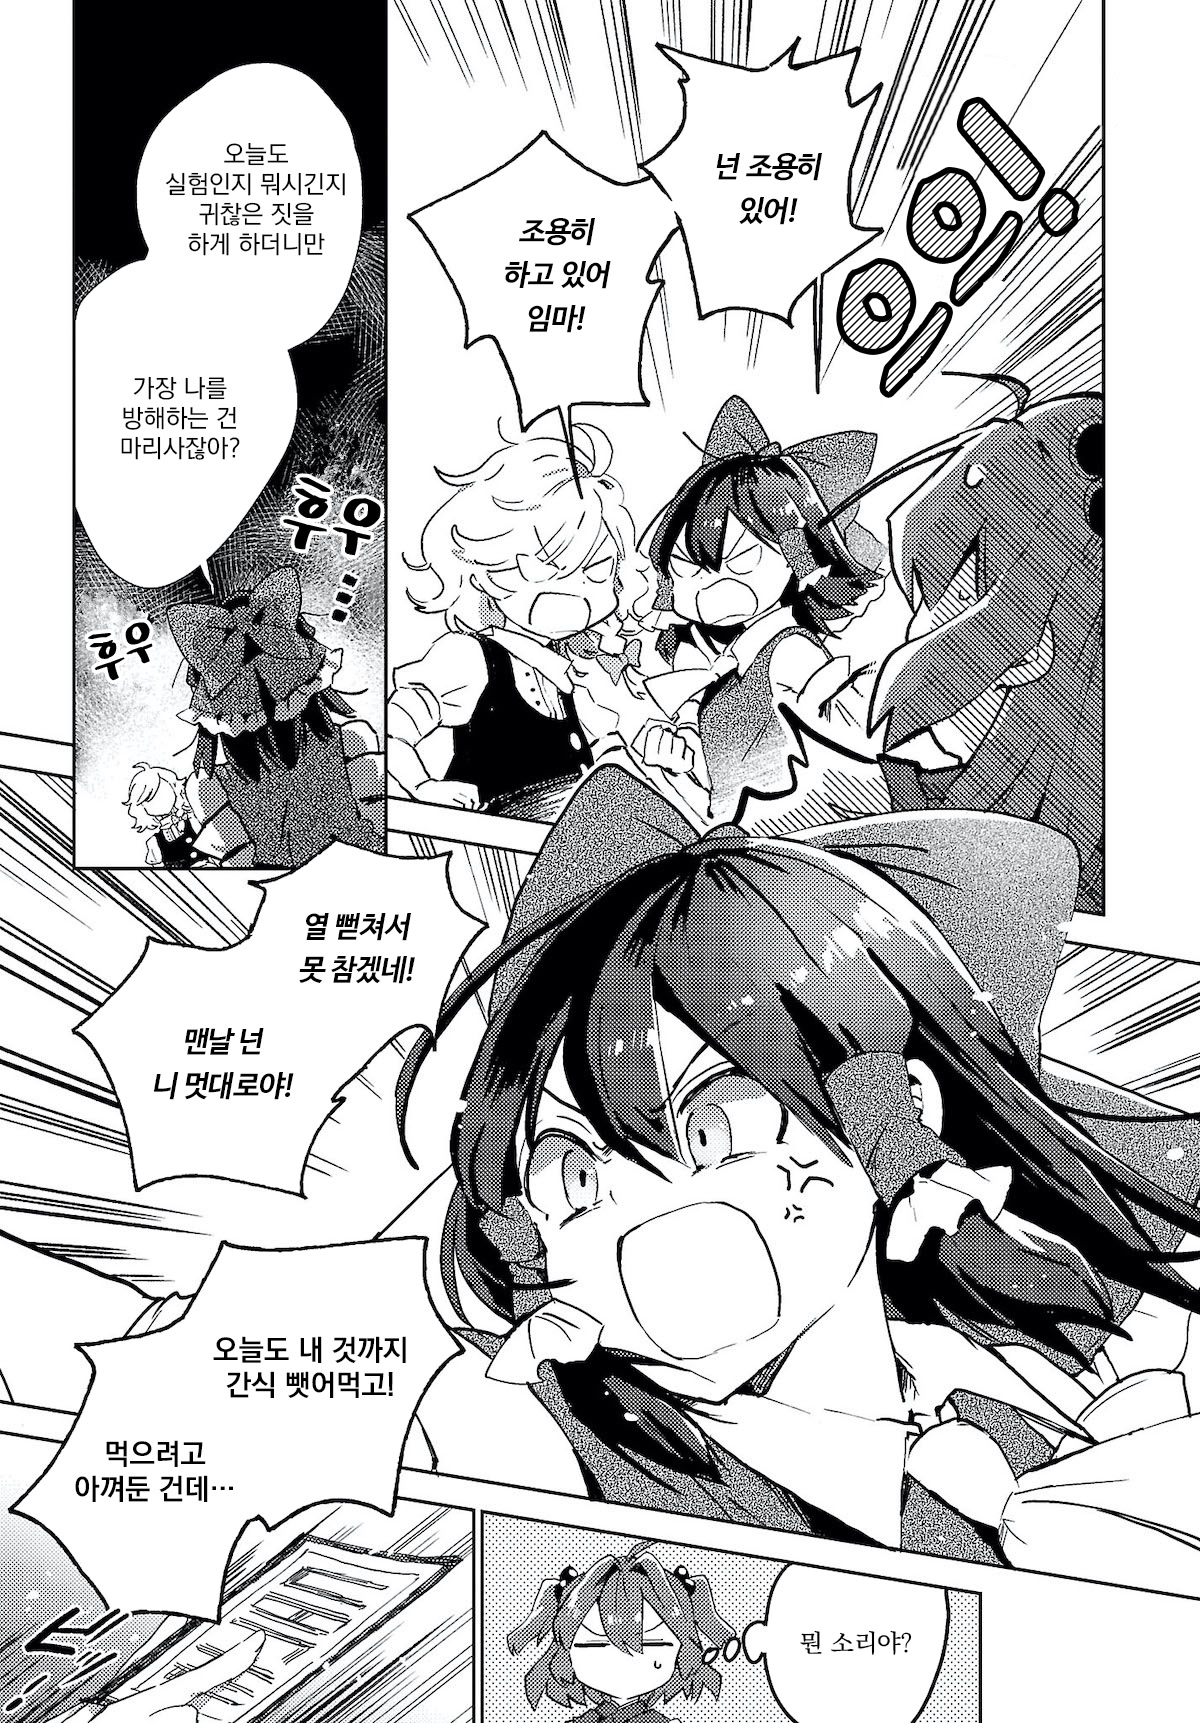 넌 조용히
있어!
으으!
으으!
조용히
하고 있어
임마!
오늘도
실험인지 뭐시긴지
귀찮은 짓을
하게 하더니만
가장 나를
방해하는 건
마리사잖아?
후우
후우
열 뻗쳐서
못 참겠네!
맨날 넌
니 멋대로야!
오늘도 내 것까지
간식 뺏어먹고!
먹으려고
아껴둔 건데…
뭔 소리야?